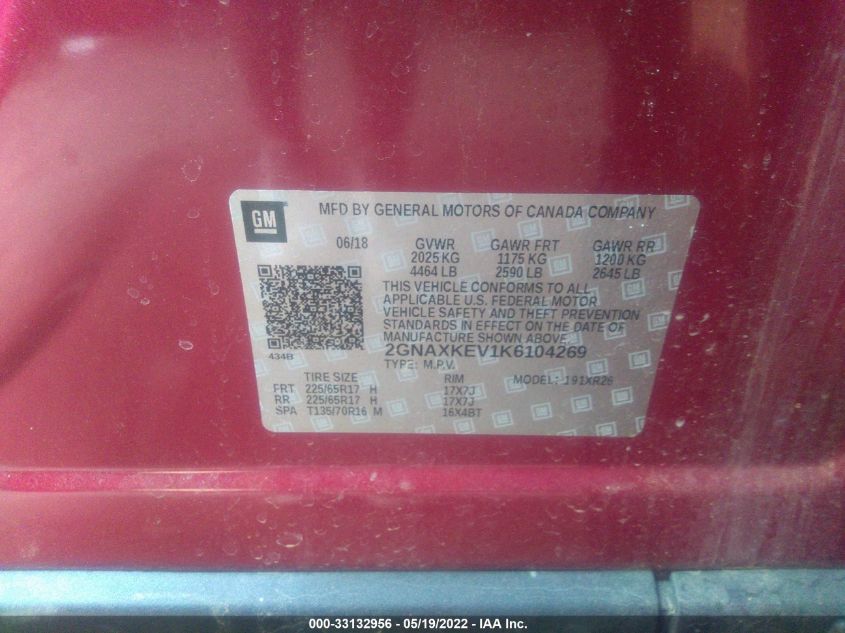 GM
MFD BY GENERAL MOTORS OF CANADA COMPANY
06/18 GVWR GAWR FRT GAWR RR
2025 KG 1175 KG 1200 KG
4464 LB 2590 LB 2645 LB
THIS VEHICLE CONFORMS TO ALL
APPLICABLE U.S. FEDERAL MOTOR
VEHICLE SAFETY AND THEFT PREVENTION
STANDARDS IN EFFECT ON THE DATE OF
MANUFACTURE SHOWN ABOVE.
434B
2GNAXKEV1K6104269
TYPE: M.P.V.
TIRE SIZE RIM MODEL: 191XR26
FRT 225/65R17 H 17X7J
RR 225/65R17 H 17X7J
SPA T135/70R16 M 16X4BT
000-33132956 - 05/19/2022 - IAA Inc.